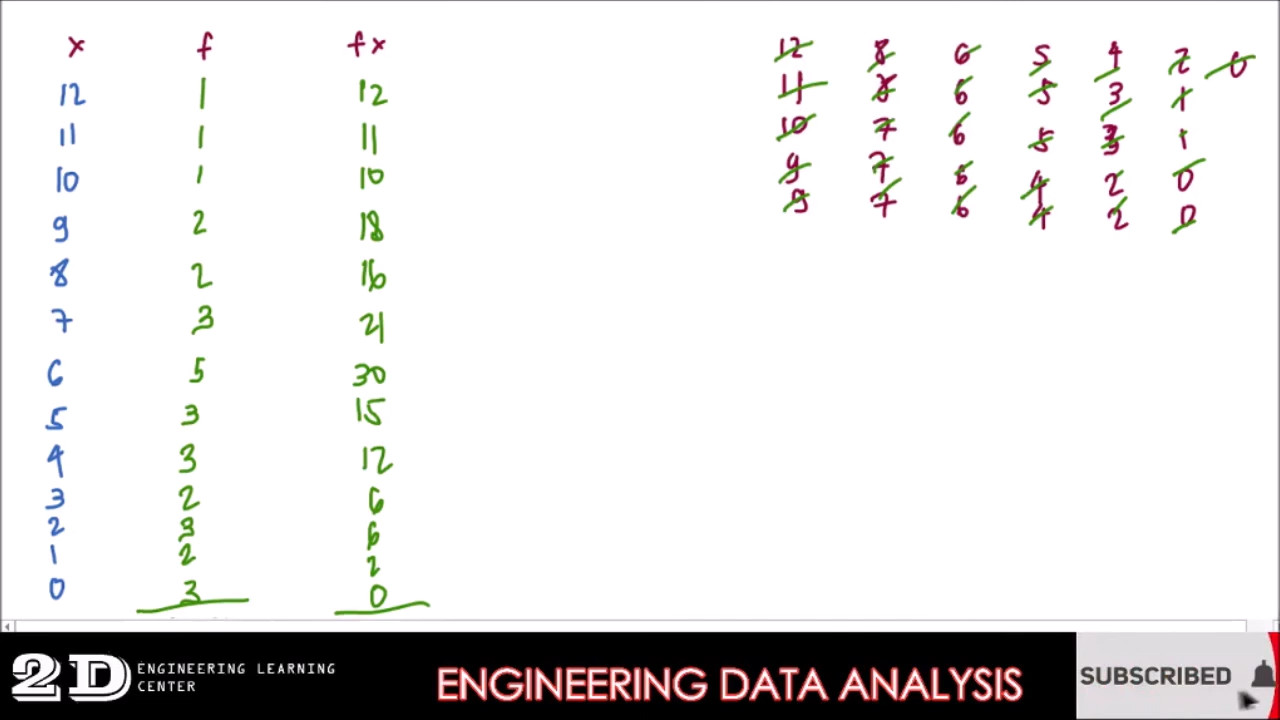 x f fx
12 1 12
11 1 11
10 1 10
9 2 18
8 2 16
7 3 21
6 5 30
5 3 15
4 3 12
3 2 6
2 3 6
1 2 2
0 3 0
12 8 6 5 4 2 0
11 8 6 5 3 1
10 7 6 5 3 1
9 7 6 4 2 0
9 7 6 4 2 0
2D ENGINEERING LEARNING
CENTER
ENGINEERING DATA ANALYSIS
SUBSCRIBED